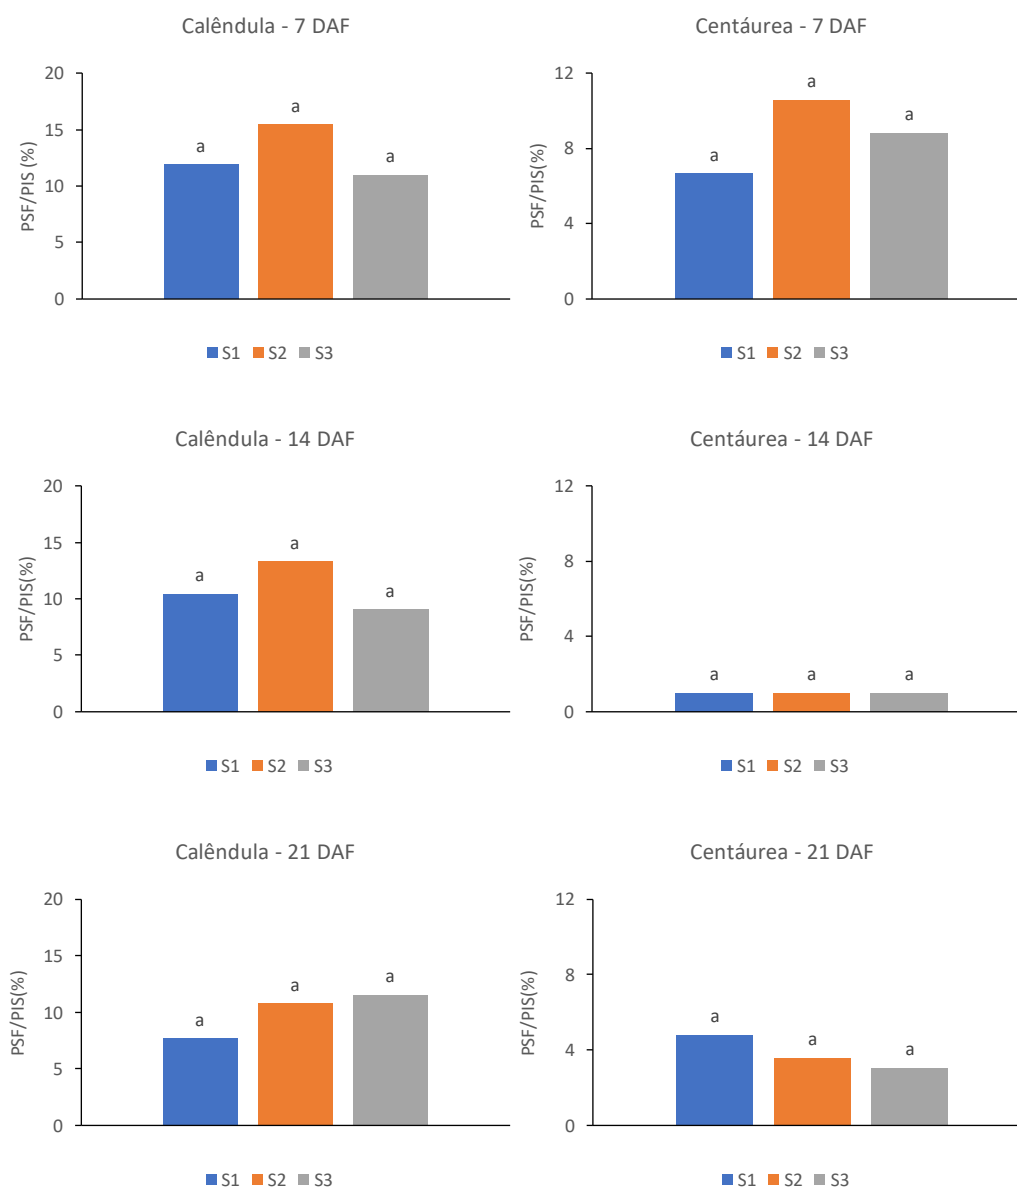 Calêndula - 7 DAF
20
15
10
5
0
PSF/PIS (%)
a
a
a
S1 S2 S3
Centáurea - 7 DAF
12
8
4
0
PSF/PIS(%)
a
a
a
S1 S2 S3
Calêndula - 14 DAF
20
15
10
5
0
PSF/PIS(%)
a
a
a
S1 S2 S3
Centáurea - 14 DAF
12
8
4
0
PSF/PIS(%)
a a a
S1 S2 S3
Calêndula - 21 DAF
20
15
10
5
0
PSF/PIS(%)
a
a
a
S1 S2 S3
Centáurea - 21 DAF
12
8
4
0
PSF/PIS(%)
a
a
a
S1 S2 S3